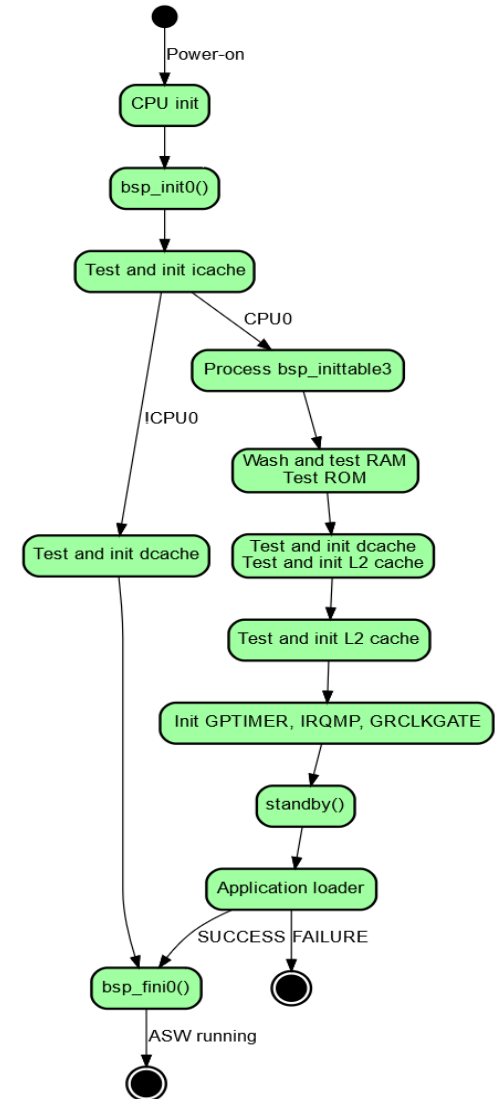 Power-on
CPU init
bsp_init0()
Test and init icache
CPU0
Process bsp_inittable3
!CPU0
Wash and test RAM
Test ROM
Test and init dcache
Test and init dcache
Test and init L2 cache
Test and init L2 cache
Init GPTIMER, IRQMP, GRCLKGATE
standby()
Application loader
SUCCESS
FAILURE
bsp_fini0()
ASW running